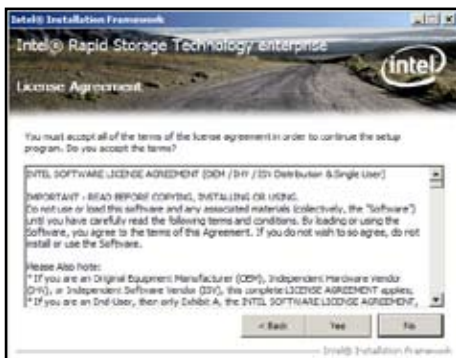 Intel® Installation Framework
Intel® Rapid Storage Technology enterprise
intel
License Agreement
You must accept all of the terms of the license agreement in order to continue the setup
program. Do you accept the terms?
INTEL SOFTWARE LICENSE AGREEMENT (OEM / IHV / ISV Distribution & Single User)
IMPORTANT - READ BEFORE COPYING, INSTALLING OR USING.
Do not use or load this software and any associated materials (collectively, the "Software")
until you have carefully read the following terms and conditions. By loading or using the
Software, you agree to the terms of this Agreement. If you do not wish to so agree, do not
install or use the Software.
Please Also Note:
* If you are an Original Equipment Manufacturer (OEM), Independent Hardware Vendor
(IHV), or Independent Software Vendor (ISV), this complete LICENSE AGREEMENT applies;
* If you are an End-User, then only Exhibit A, the INTEL SOFTWARE LICENSE AGREEMENT,
< Back Yes No
Intel® Installation Framework